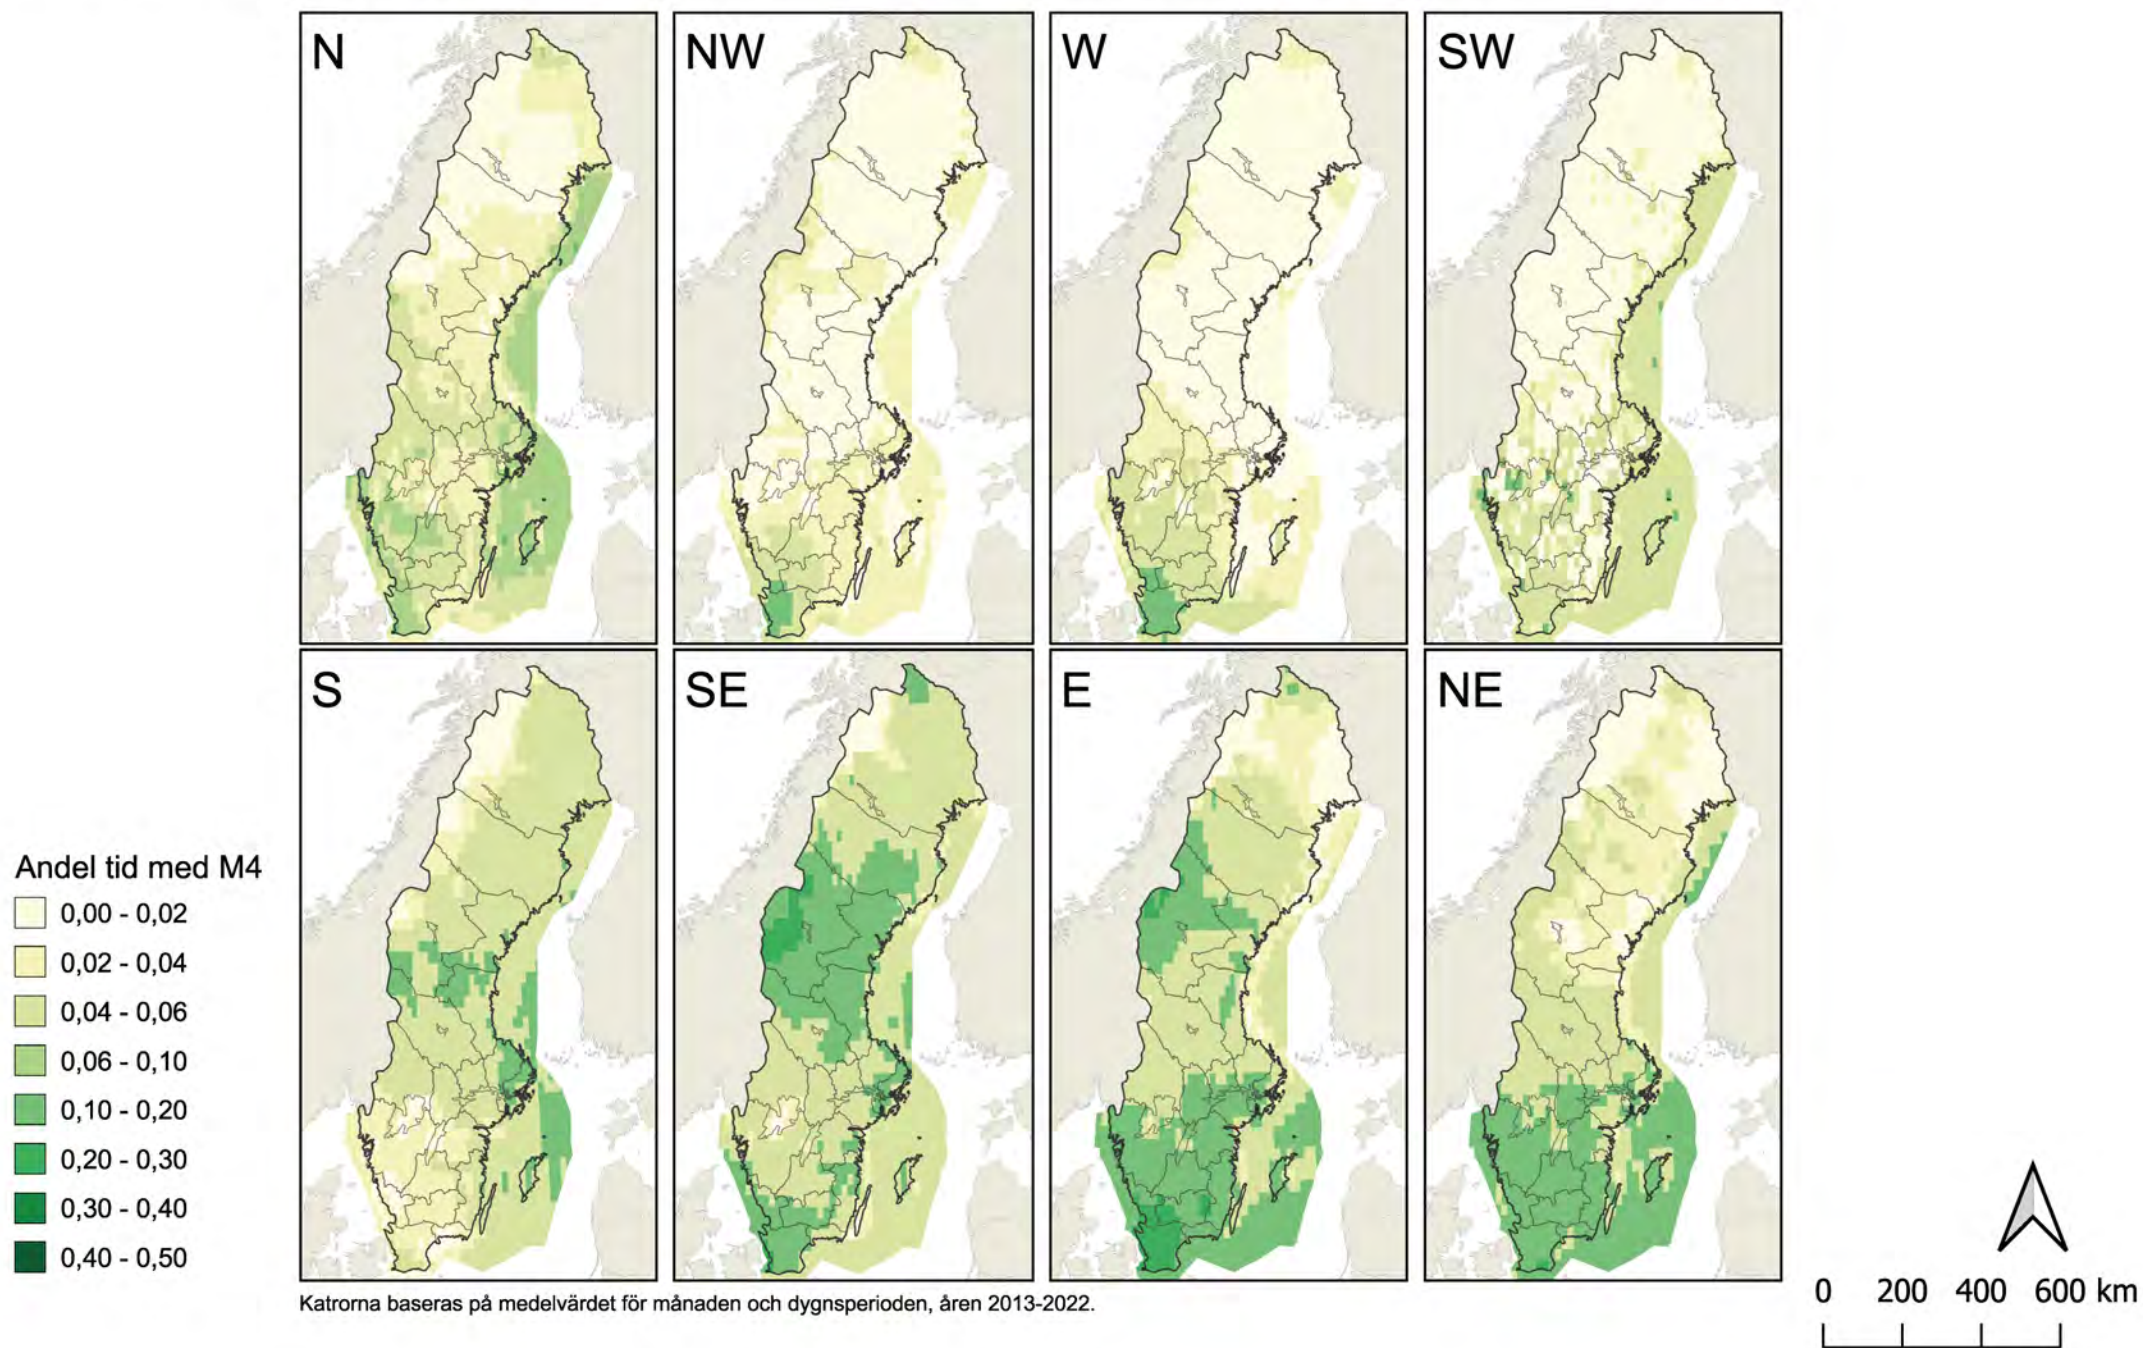 N
NW
W
SW
S
SE
E
NE
Andel tid med M4
0,00 - 0,02
0,02 - 0,04
0,04 - 0,06
0,06 - 0,10
0,10 - 0,20
0,20 - 0,30
0,30 - 0,40
0,40 - 0,50
Katrorna baseras på medelvärdet för månaden och dygnsperioden, åren 2013-2022.
0 200 400 600 km